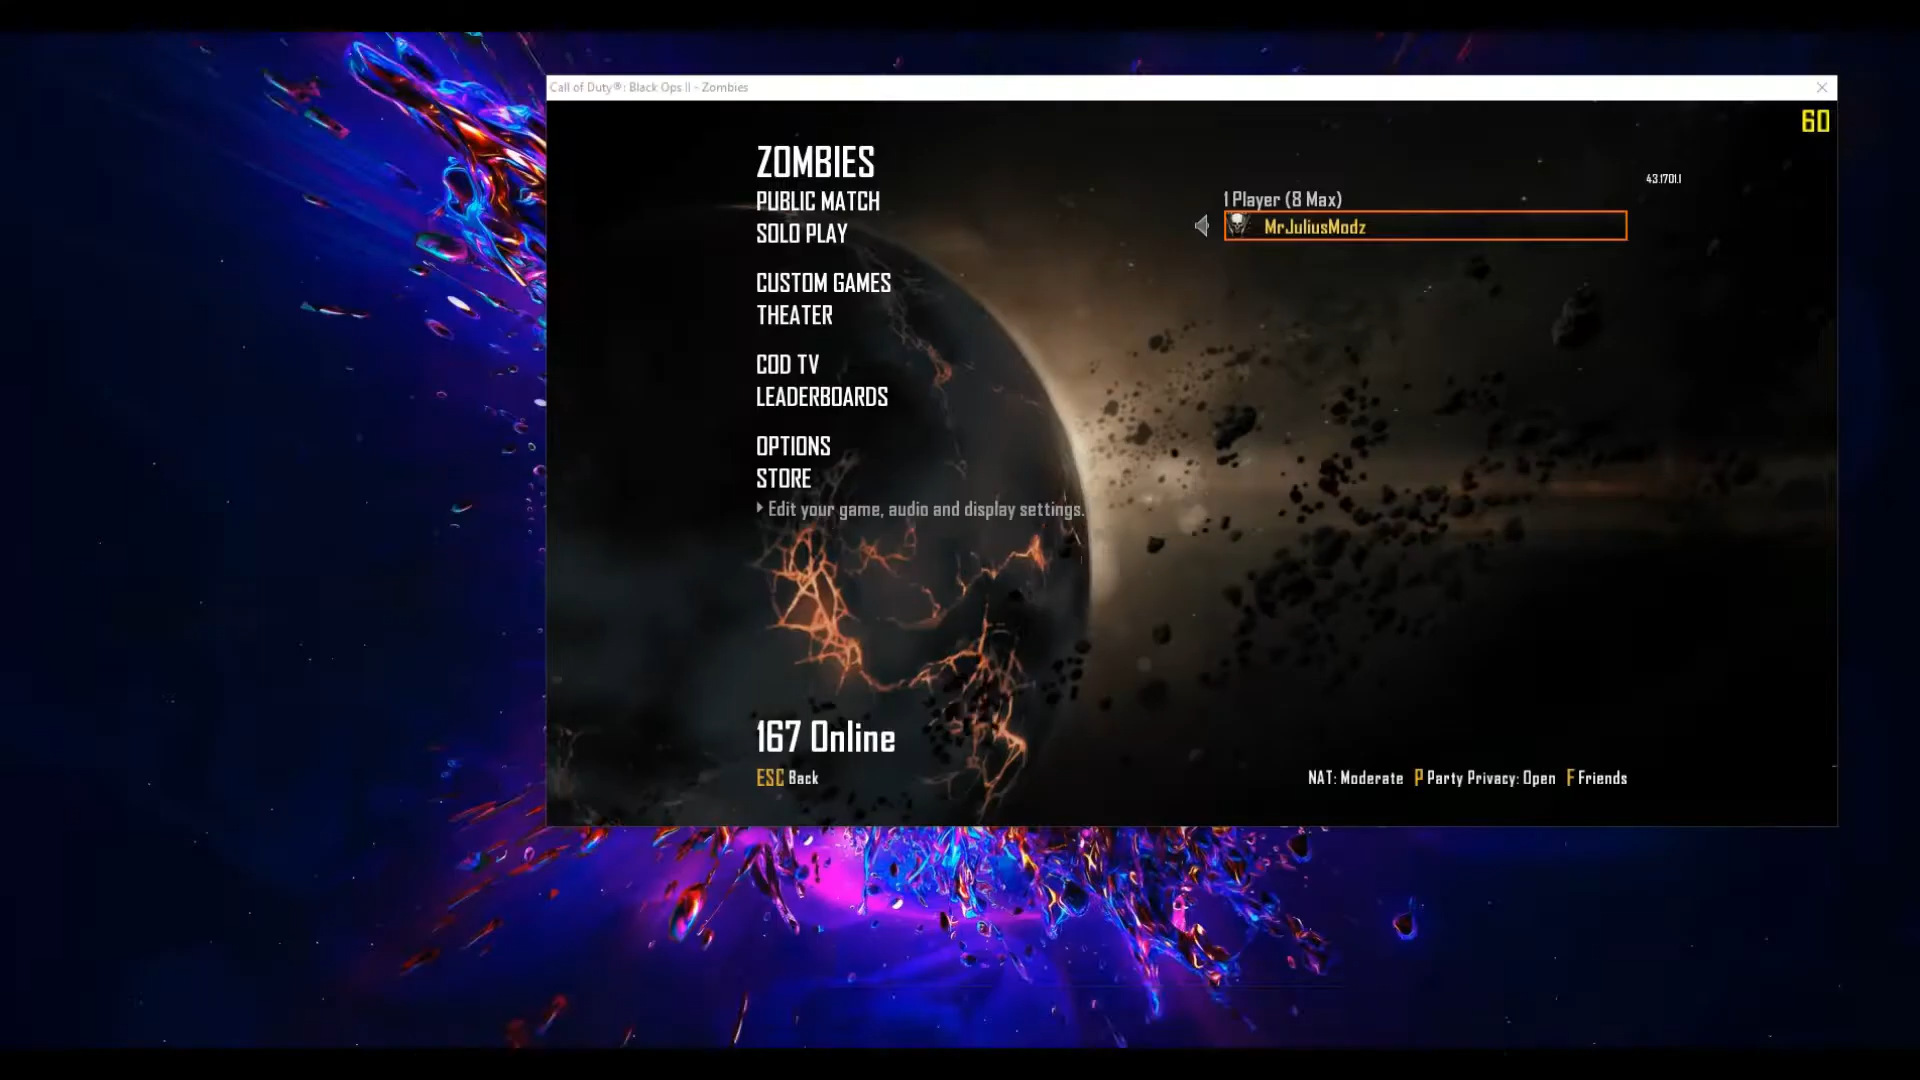 Call of Duty®: Black Ops II - Zombies
60
ZOMBIES
43.1701.1
PUBLIC MATCH
1 Player (8 Max)
SOLO PLAY
MrJuliusModz
CUSTOM GAMES
THEATER
COD TV
LEADERBOARDS
OPTIONS
STORE
Edit your game, audio and display settings.
167 Online
ESC Back
NAT: Moderate P Party Privacy: Open F Friends